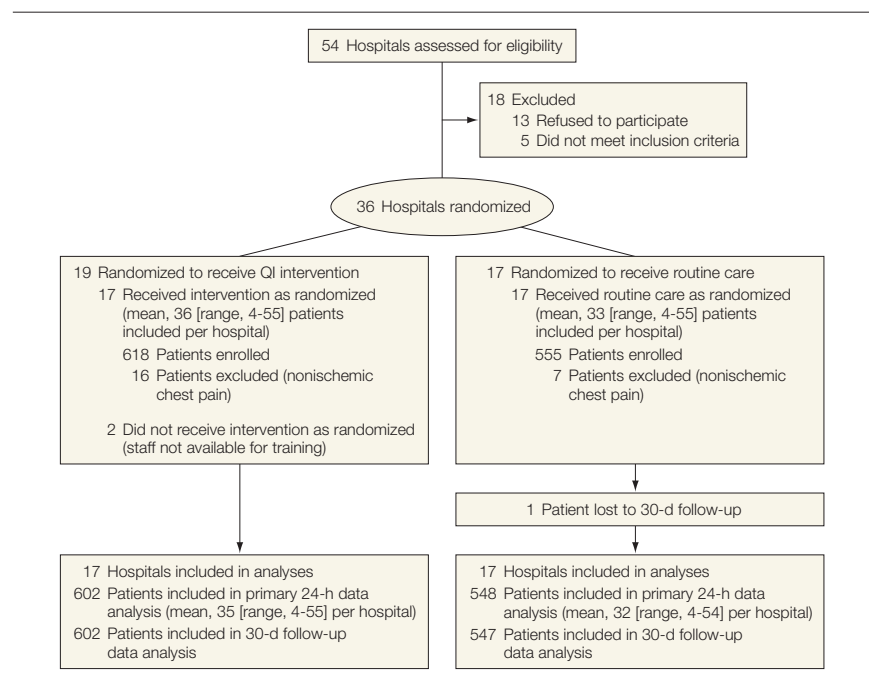 54 Hospitals assessed for eligibility
18 Excluded
13 Refused to participate
5 Did not meet inclusion criteria
36 Hospitals randomized
19 Randomized to receive QI intervention
17 Received intervention as randomized
(mean, 36 [range, 4-55] patients
included per hospital)
618 Patients enrolled
16 Patients excluded (nonischemic
chest pain)
2 Did not receive intervention as randomized
(staff not available for training)
17 Randomized to receive routine care
17 Received routine care as randomized
(mean, 33 [range, 4-55] patients
included per hospital)
555 Patients enrolled
7 Patients excluded (nonischemic
chest pain)
1 Patient lost to 30-d follow-up
17 Hospitals included in analyses
602 Patients included in primary 24-h data
analysis (mean, 35 [range, 4-55] per hospital)
602 Patients included in 30-d follow-up
data analysis
17 Hospitals included in analyses
548 Patients included in primary 24-h data
analysis (mean, 32 [range, 4-54] per hospital)
547 Patients included in 30-d follow-up
data analysis